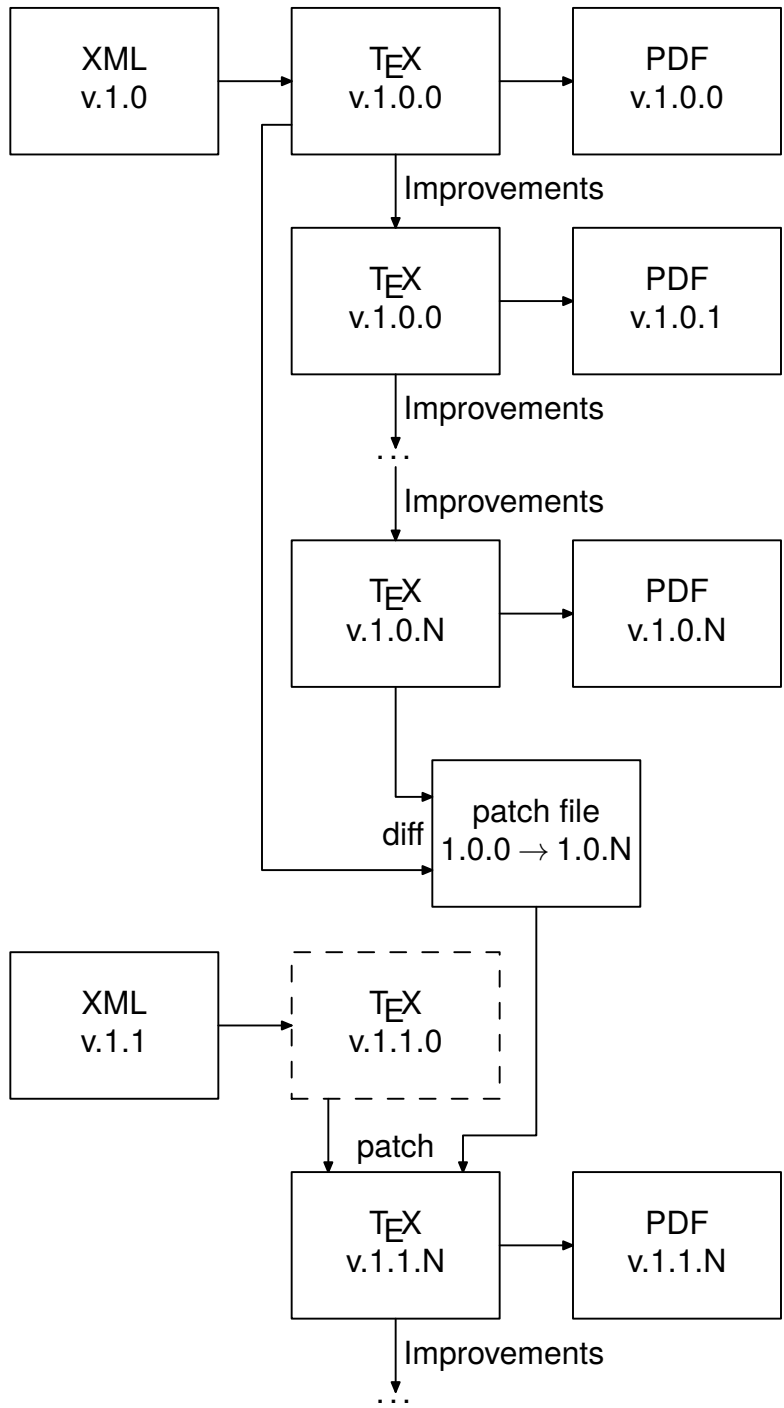 XML
v.1.0
TEX
v.1.0.0
PDF
v.1.0.0
Improvements
TEX
v.1.0.0
PDF
v.1.0.1
Improvements
...
Improvements
TEX
v.1.0.N
PDF
v.1.0.N
diff
patch file
1.0.0 → 1.0.N
XML
v.1.1
TEX
v.1.1.0
patch
TEX
v.1.1.N
PDF
v.1.1.N
Improvements
...